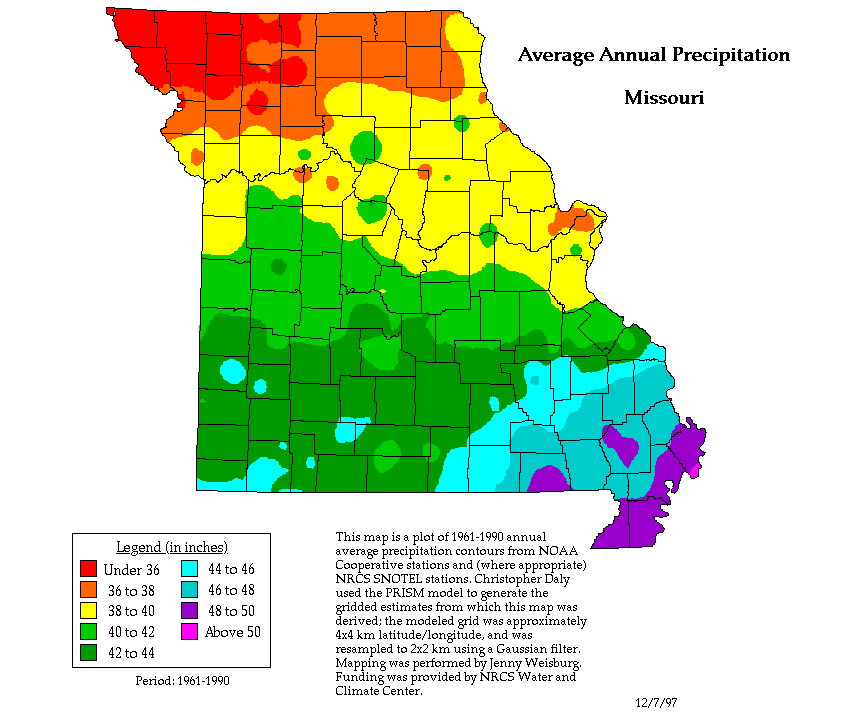 Average Annual Precipitation
Missouri
Legend (in inches)
Under 36
36 to 38
38 to 40
40 to 42
42 to 44
44 to 46
46 to 48
48 to 50
Above 50
Period: 1961-1990
This map is a plot of 1961-1990 annual
average precipitation contours from NOAA
Cooperative stations and (where appropriate)
NRCS SNOTEL stations. Christopher Daly
used the PRISM model to generate the
gridded estimates from which this map was
derived; the modeled grid was approximately
4x4 km latitude/longitude, and was
resampled to 2x2 km using a Gaussian filter.
Mapping was performed by Jenny Weisburg.
Funding was provided by NRCS Water and
Climate Center.
12/7/97